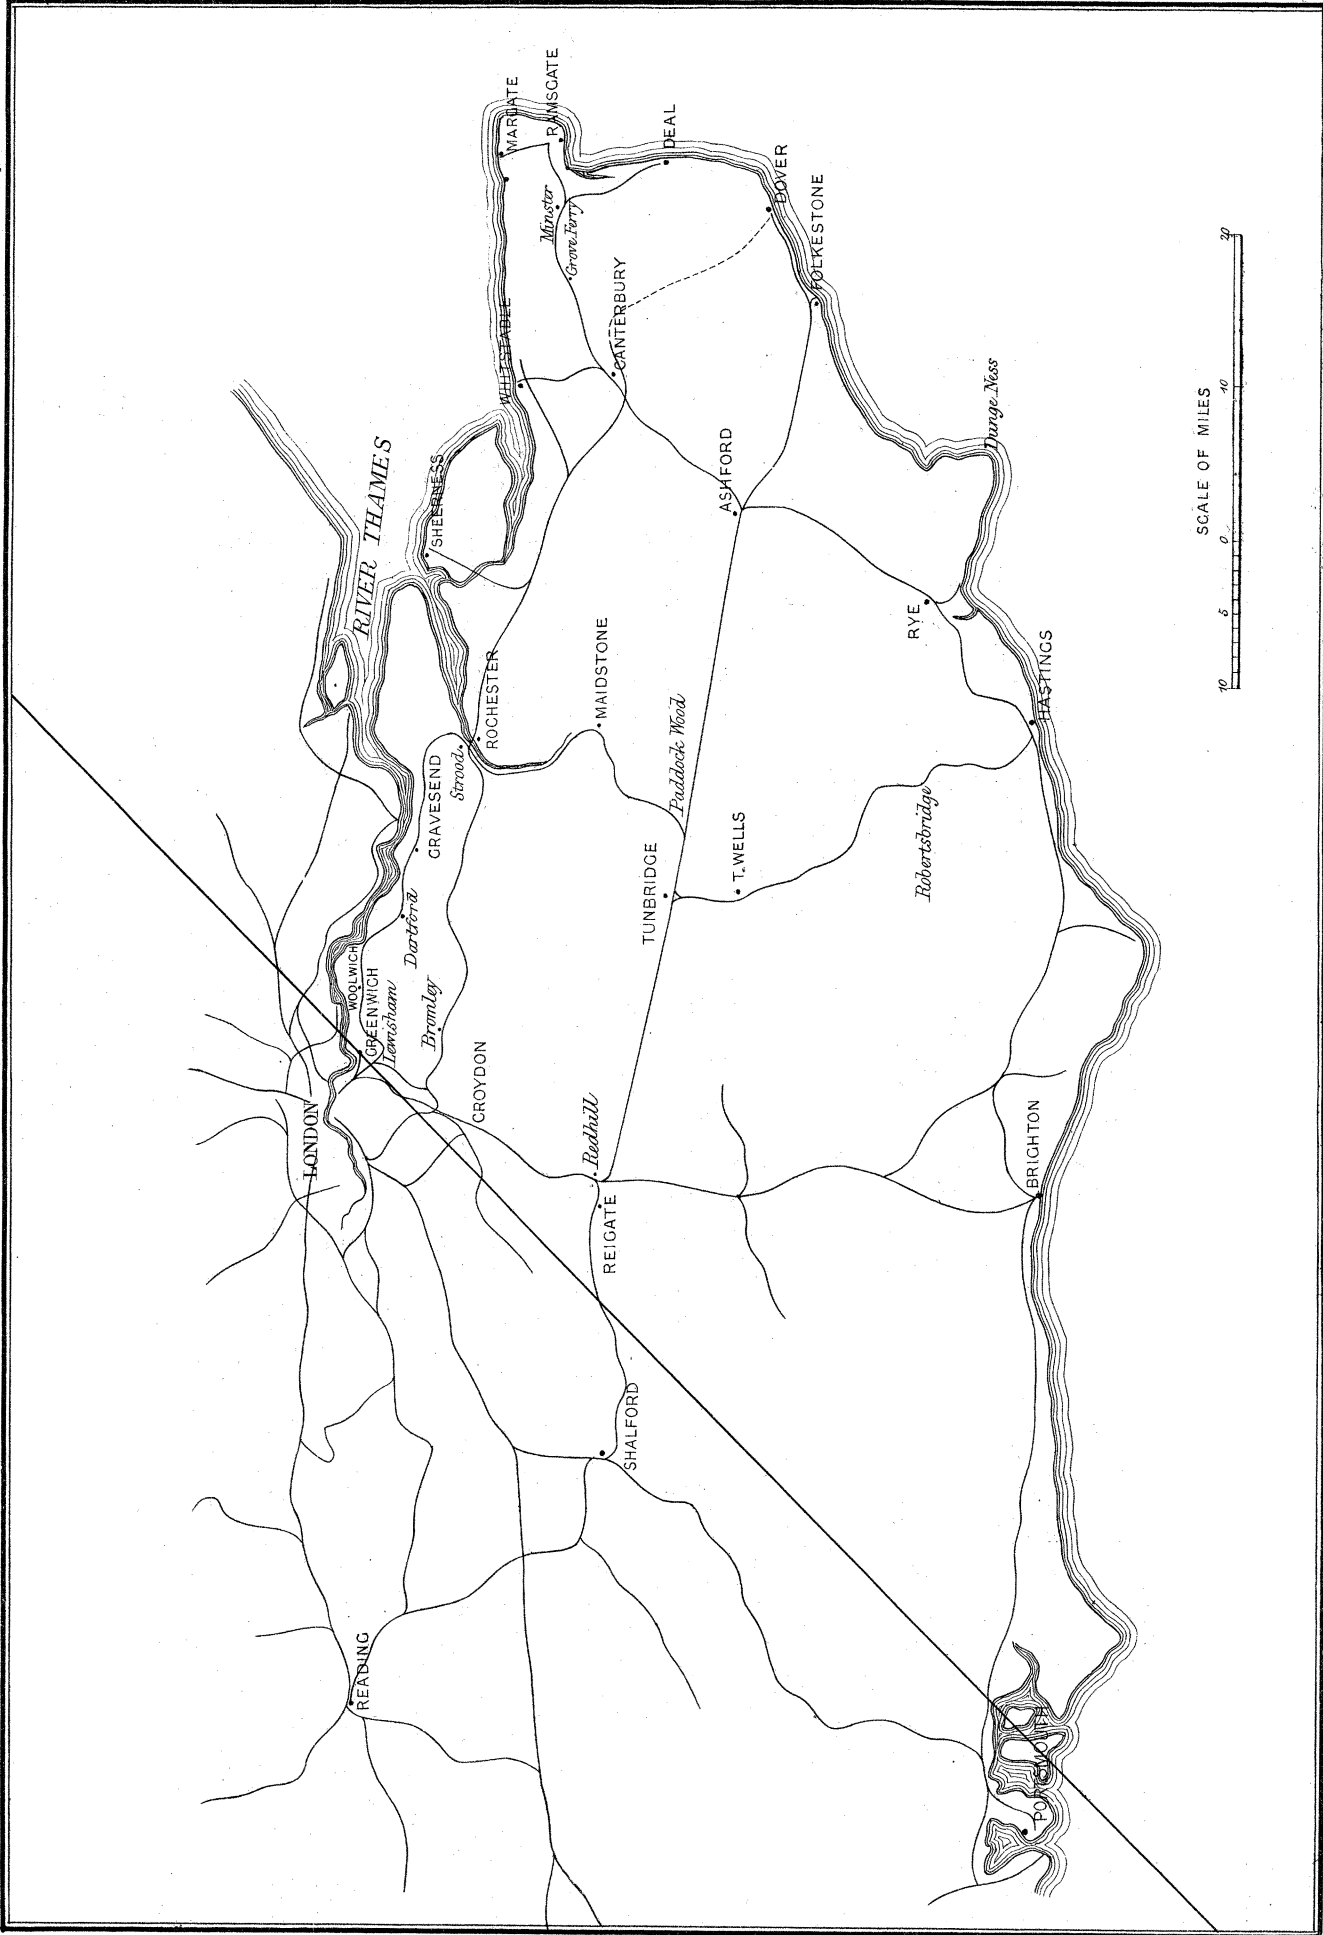 MARGATE
RAMSGATE
DEAL
DOVER
FOLKESTONE
Minster
Grove Ferry
CANTERBURY
WHITSTABLE
RIVER THAMES
SHEERNESS
ASHFORD
Dunge Ness
ROCHESTER
Strood
GRAVESEND
MAIDSTONE
Paddock Wood
RYE
HASTINGS
TUNBRIDGE
T. WELLS
Robertsbridge
Dartford
WOOLWICH
GREENWICH
Lewisham
Bromley
LONDON
CROYDON
Redhill
REIGATE
BRIGHTON
SHALFORD
READING
PORTSMOUTH
SCALE OF MILES
10 5 0 10 20